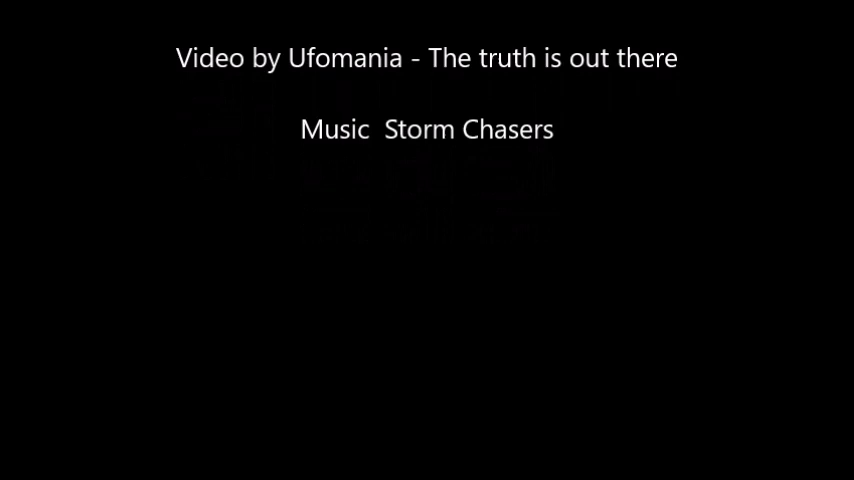 Video by Ufomania - The truth is out there
Music  Storm Chasers